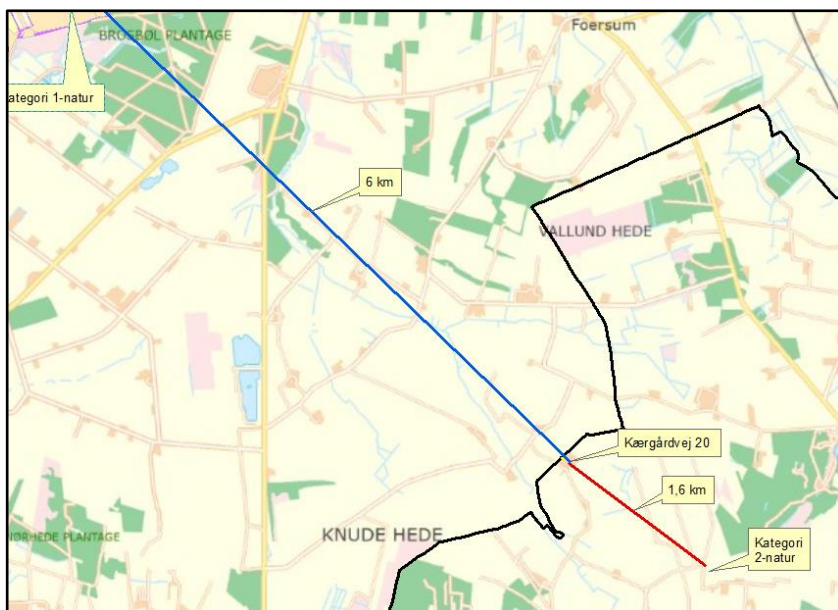 Foersum
BROSBØL PLANTAGE
ategori 1-natur
6 km
VALLUND HEDE
Kærgårdvej 20
1,6 km
KNUDE HEDE
ØRHEDE PLANTAGE
Kategori
2-natur